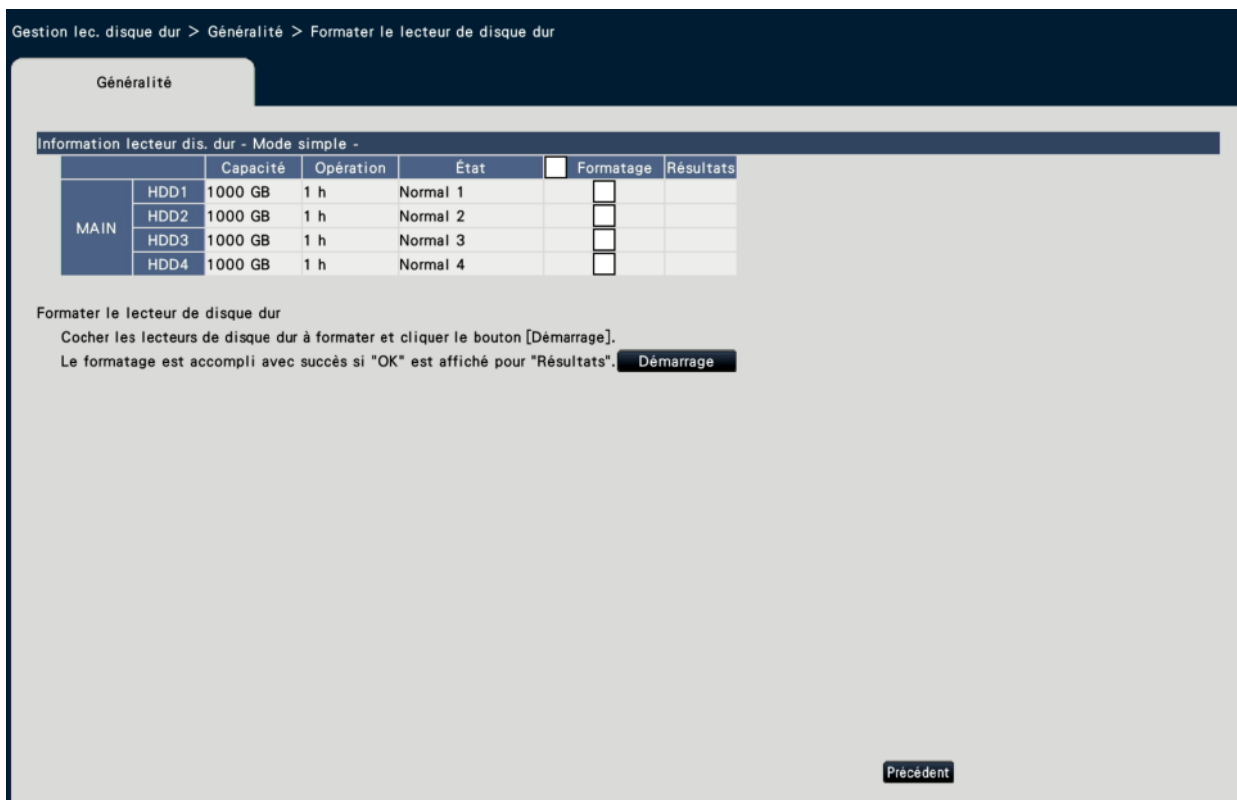 Gestion lec. disque dur > Généralité > Formater le lecteur de disque dur
Généralité
Information lecteur dis. dur - Mode simple -
Capacité Opération État Formatage Résultats
MAIN
HDD1 1000 GB 1 h Normal 1
HDD2 1000 GB 1 h Normal 2
HDD3 1000 GB 1 h Normal 3
HDD4 1000 GB 1 h Normal 4
Formater le lecteur de disque dur
Cocher les lecteurs de disque dur à formater et cliquer le bouton [Démarrage].
Le formatage est accompli avec succès si "OK" est affiché pour "Résultats". Démarrage
Précédent